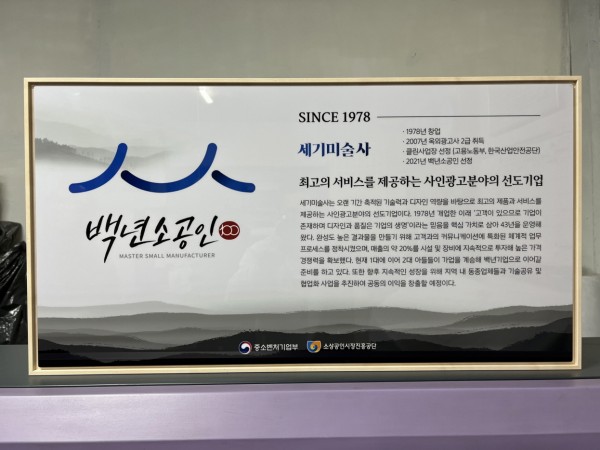 백년소공인
100
MASTER SMALL MANUFACTURER
SINCE 1978
세기미술사
· 1978년 창업
· 2007년 옥외광고사 2급 취득
· 클린사업장 선정 (고용노동부, 한국산업안전공단)
· 2021년 백년소공인 선정
최고의 서비스를 제공하는 사인광고분야의 선도기업
세기미술사는 오랜 기간 축적된 기술력과 디자인 역량을 바탕으로 최고의 제품과 서비스를
제공하는 사인광고분야의 선도기업이다. 1978년 개업한 이래 '고객이 있으므로 기업이
존재하며 디자인과 품질은 기업의 생명'이라는 믿음을 핵심 가치로 삼아 43년을 운영해
왔다. 완성도 높은 결과물을 만들기 위해 고객과의 커뮤니케이션에 특화된 체계적 업무
프로세스를 정착시켰으며, 매출의 약 20%를 시설 및 장비에 지속적으로 투자해 높은 가격
경쟁력을 확보했다. 현재 1대에 이어 2대 아들들이 가업을 계승해 백년기업으로 이어갈
준비를 하고 있다. 또한 향후 지속적인 성장을 위해 지역 내 동종업체들과 기술공유 및
협업화 사업을 추진하여 공동의 이익을 창출할 예정이다.
중소벤처기업부 소상공인시장진흥공단